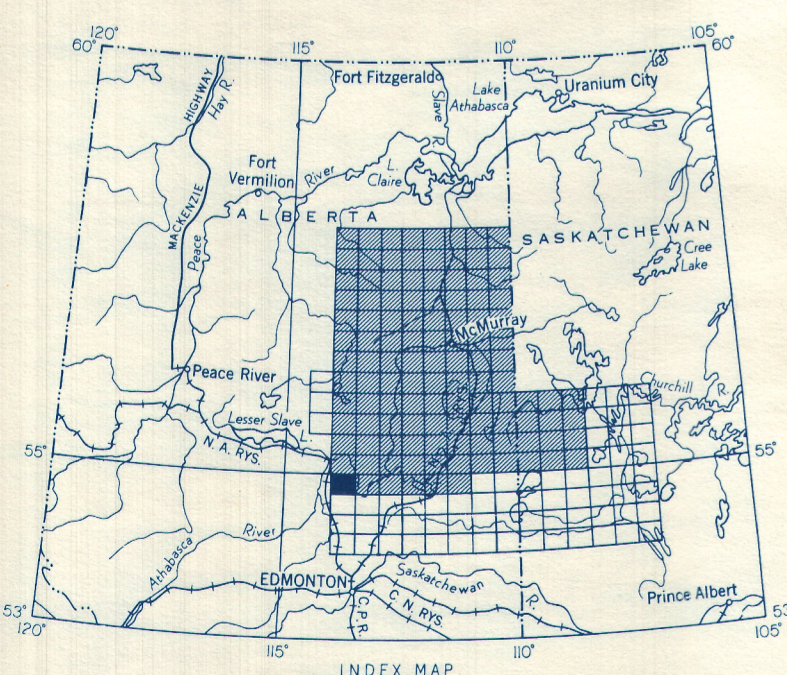 120°
115°
110°
105°
60°
60°
HIGHWAY
Hay R.
Fort Fitzgerald
Slave R.
Lake
Athabasca
Uranium City
Fort
Vermilion
River
L.
Claire
MACKENZIE
Peace
ALBERTA
SASKATCHEWAN
Cree
Lake
McMurray
Peace River
Churchill R.
Lesser Slave L.
N. A. RYS.
N.A. RYS.
55°
55°
River
Athabasca
EDMONTON
Saskatchewan R.
C. N. RYS.
C.P.R.
Prince Albert
53°
53
120°
115°
110°
105°
INDEX MAP